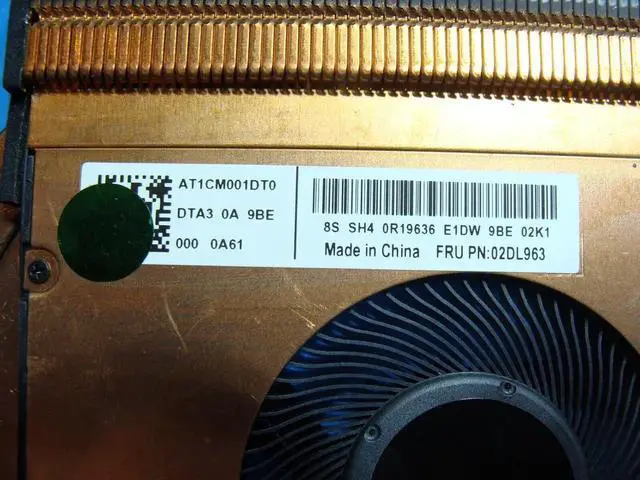 AT1CM001DT0
DTA3 0A 9BE
000 0A61
8S SH4 0R19636 E1DW 9BE 02K1
Made in China FRU PN:02DL963